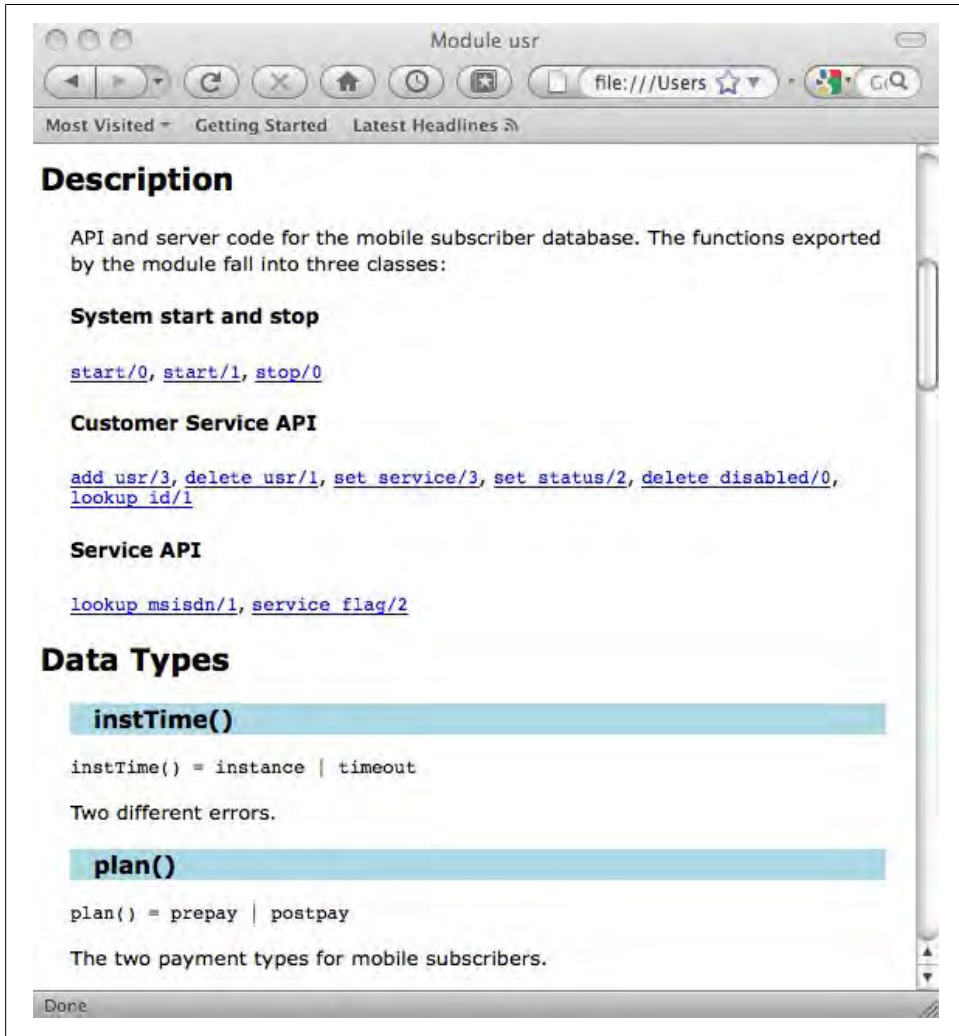 Module usr
file:///Users
G
Most Visited
Getting Started
Latest Headlines
Description
API and server code for the mobile subscriber database. The functions exported
by the module fall into three classes:
System start and stop
start/0, start/1, stop/0
Customer Service API
add_usr/3, delete_usr/1, set_service/3, set_status/2, delete_disabled/0,
lookup_id/1
Service API
lookup_msisdn/1, service_flag/2
Data Types
instTime()
instTime() = instance | timeout
Two different errors.
plan()
plan() = prepay | postpay
The two payment types for mobile subscribers.
Done